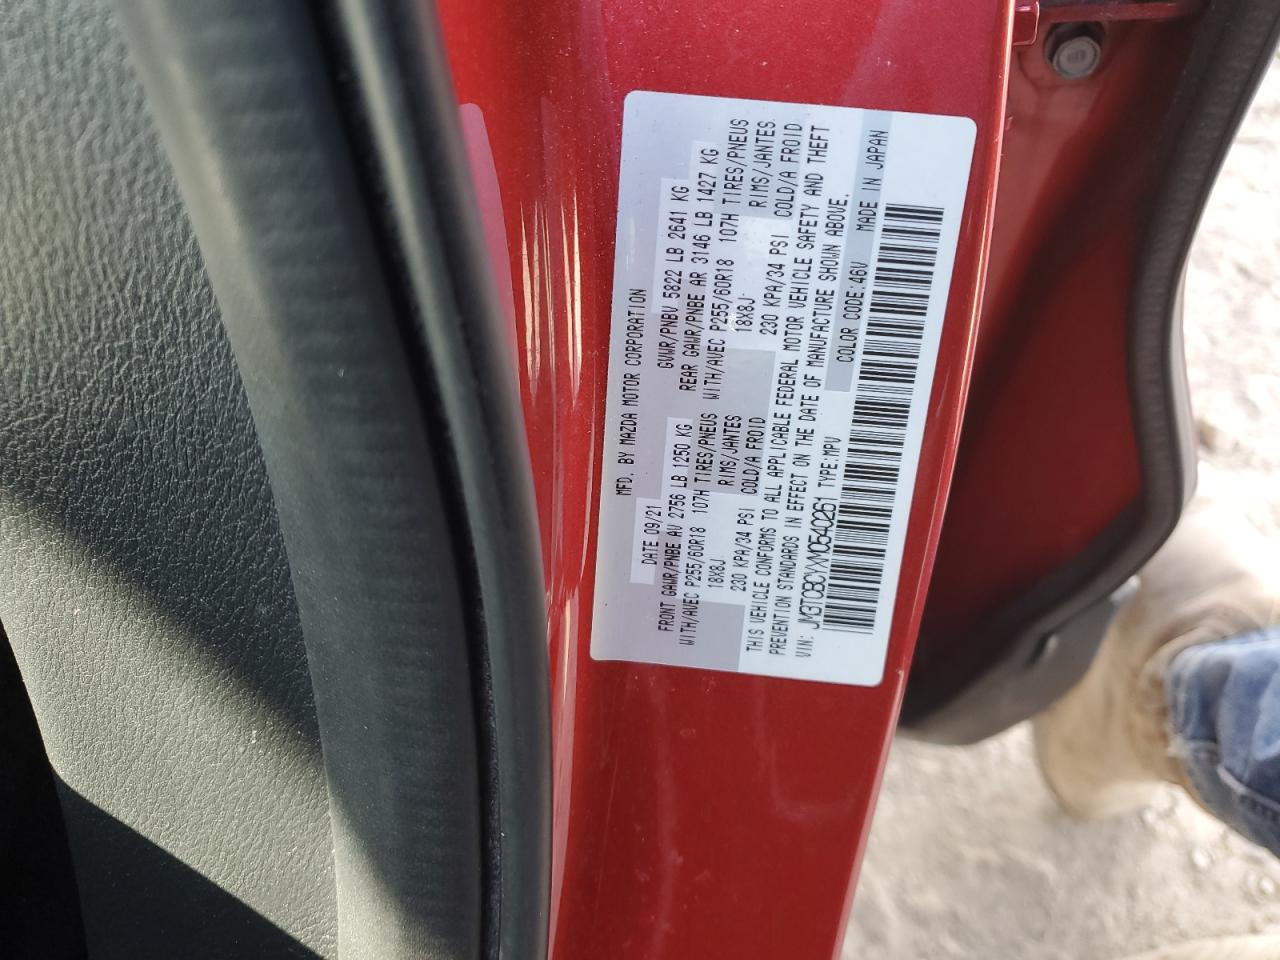 MFD. BY MAZDA MOTOR CORPORATION
DATE 09/21 GVWR/PNBV 5822 LB 2641 KG
FRONT GAWR/PNBE AV 2756 LB 1250 KG REAR GAWR/PNBE AR 3146 LB 1427 KG
WITH/AVEC P255/60R18 107H TIRES/PNEUS WITH/AVEC P255/60R18 107H TIRES/PNEUS
18X8J RIMS/JANTES 18X8J RIMS/JANTES
230 KPA/34 PSI COLD/A FROID 230 KPA/34 PSI COLD/A FROID
THIS VEHICLE CONFORMS TO ALL APPLICABLE FEDERAL MOTOR VEHICLE SAFETY AND THEFT
PREVENTION STANDARDS IN EFFECT ON THE DATE OF MANUFACTURE SHOWN ABOVE.
VIN: JM3TCBCYXM0540261 TYPE:MPV COLOR CODE:46V MADE IN JAPAN